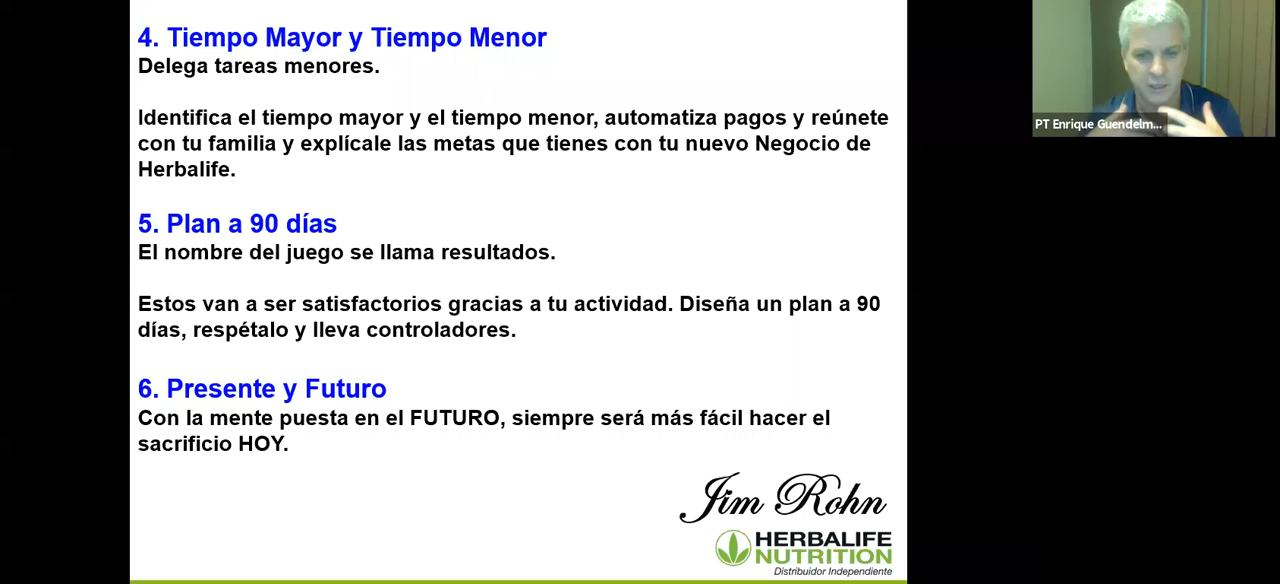 4. Tiempo Mayor y Tiempo Menor
Delega tareas menores.
Identifica el tiempo mayor y el tiempo menor, automatiza pagos y reúnete
con tu familia y explícale las metas que tienes con tu nuevo Negocio de
Herbalife.
5. Plan a 90 días
El nombre del juego se llama resultados.
Estos van a ser satisfactorios gracias a tu actividad. Diseña un plan a 90
días, respétalo y lleva controladores.
6. Presente y Futuro
Con la mente puesta en el FUTURO, siempre será más fácil hacer el
sacrificio HOY.
Jim Rohn
HERBALIFE
NUTRITION
Distribuidor Independiente
PT Enrique Guendelm...